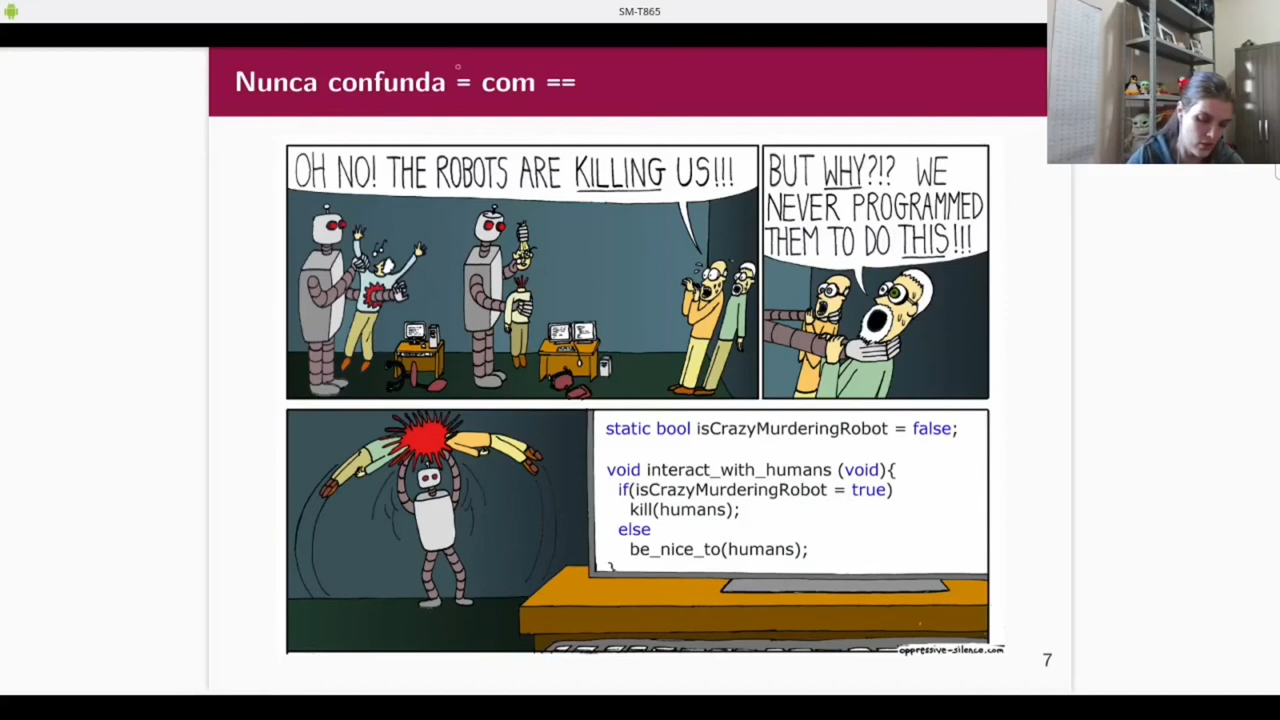 SM-T865
Nunca confunda = com ==
OH NO! THE ROBOTS ARE KILLING US!!!
BUT WHY?!? WE
NEVER PROGRAMMED
THEM TO DO THIS!!!
static bool isCrazyMurderingRobot = false;
void interact_with_humans (void){
if(isCrazyMurderingRobot = true)
kill(humans);
else
be_nice_to(humans);
}
oppressive-silence.com
7